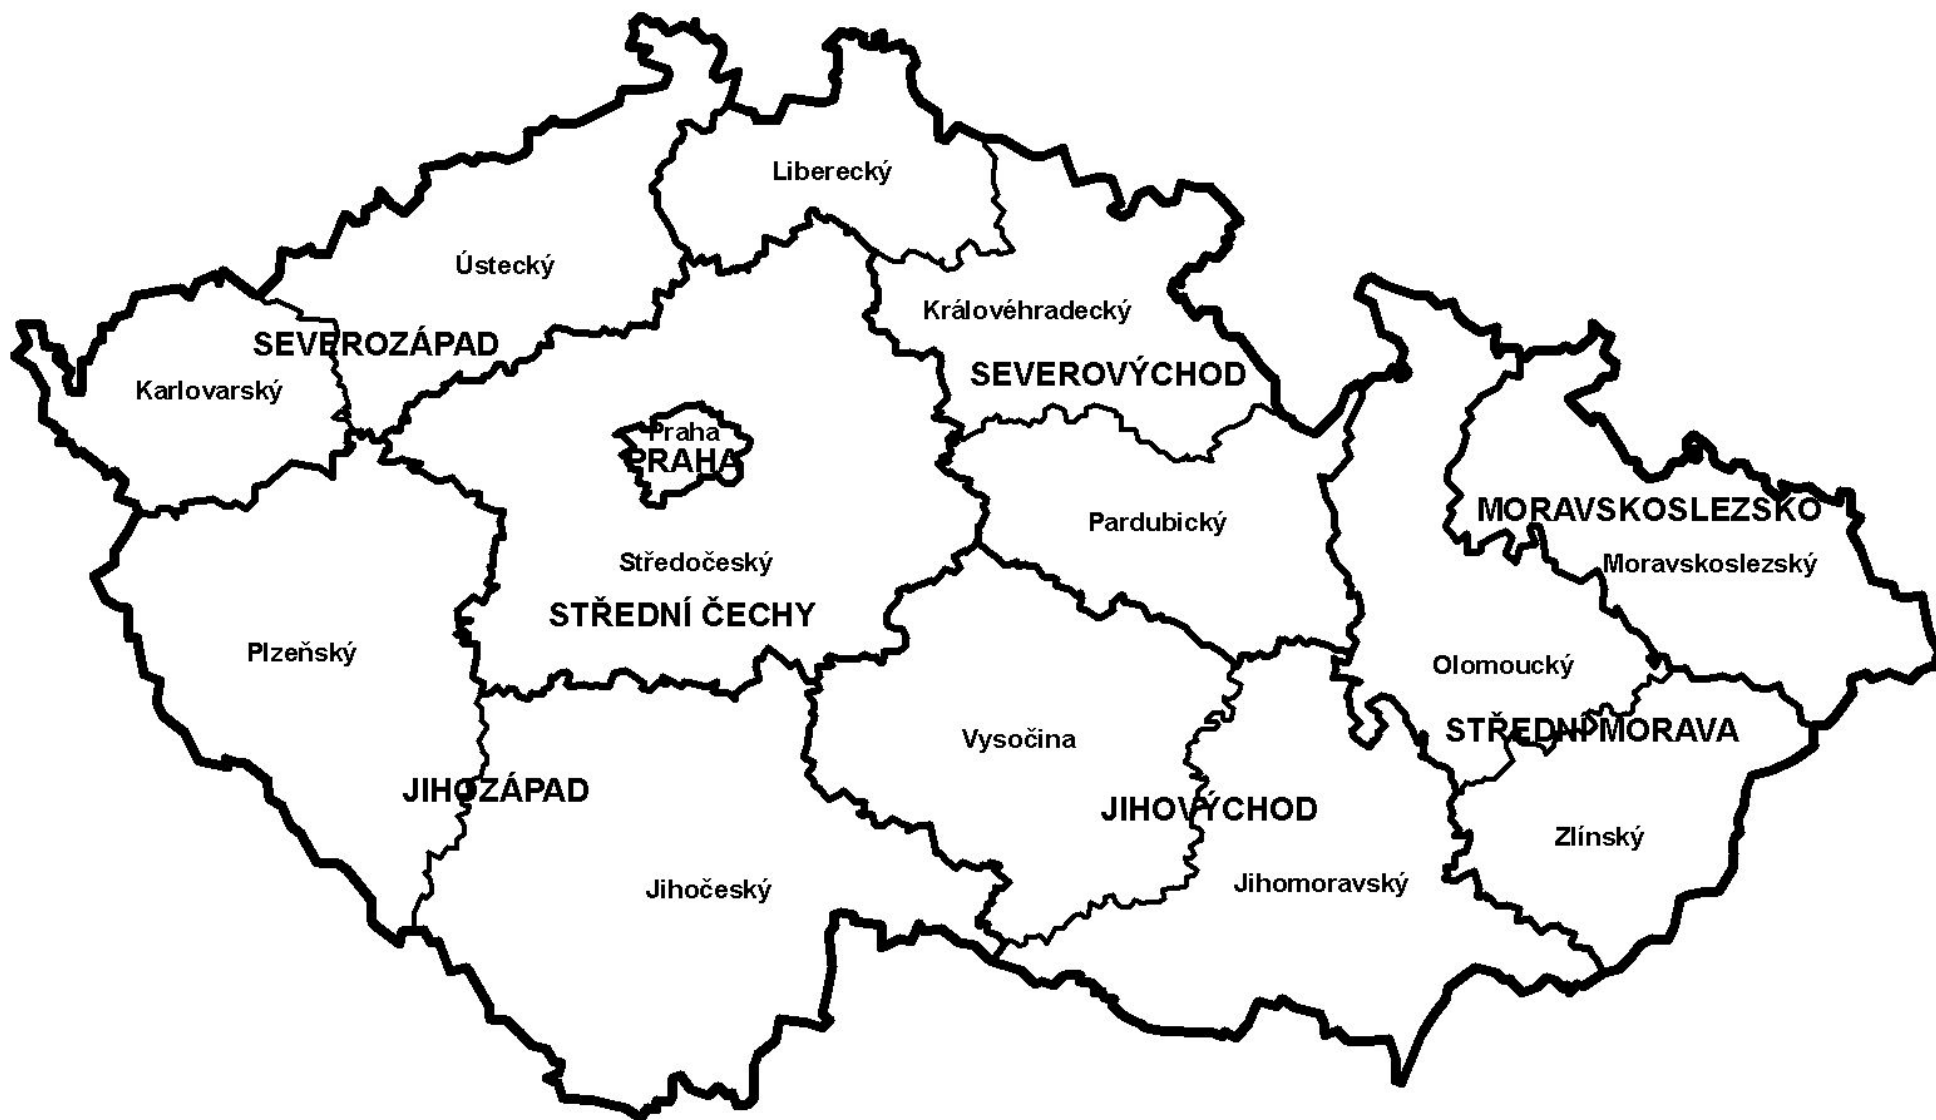 Liberecký
Ústecký
Královéhradecký
SEVEROZÁPAD
SEVEROVÝCHOD
Karlovarský
Praha
PRAHA
MORAVSKOSLEZSKO
Pardubický
Středočeský
Moravskoslezský
STŘEDNÍ ČECHY
Plzeňský
Olomoucký
STŘEDNÍ MORAVA
Vysočina
JIHOZÁPAD
JIHOVÝCHOD
Zlínský
Jihočeský
Jihomoravský